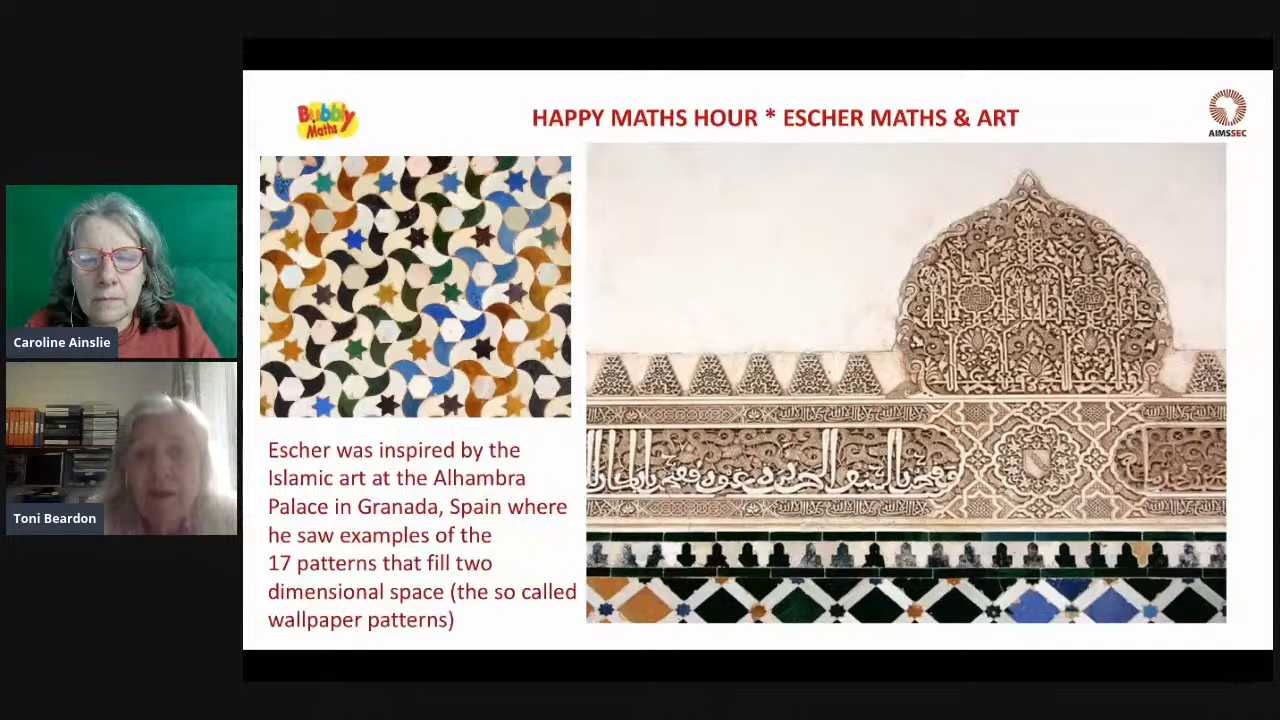 Bubbly
Maths
HAPPY MATHS HOUR * ESCHER MATHS & ART
AIMSSEC
Caroline Ainslie
Toni Beardon
Escher was inspired by the
Islamic art at the Alhambra
Palace in Granada, Spain where
he saw examples of the
17 patterns that fill two
dimensional space (the so called
wallpaper patterns)